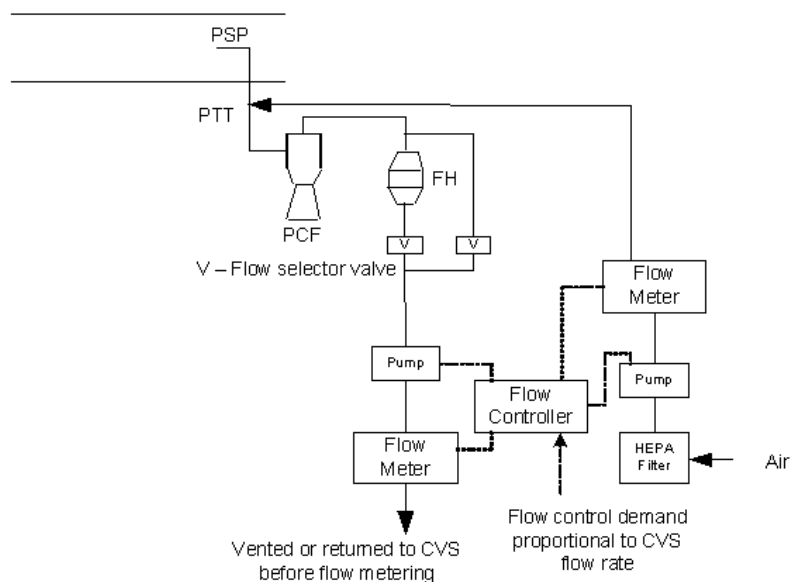 PSP
PTT
FH
PCF
V
V
V – Flow selector valve
Flow
Meter
Pump
Pump
Flow
Controller
Flow
Meter
HEPA
Filter
Air
Vented or returned to CVS
before flow metering
Flow control demand
proportional to CVS
flow rate